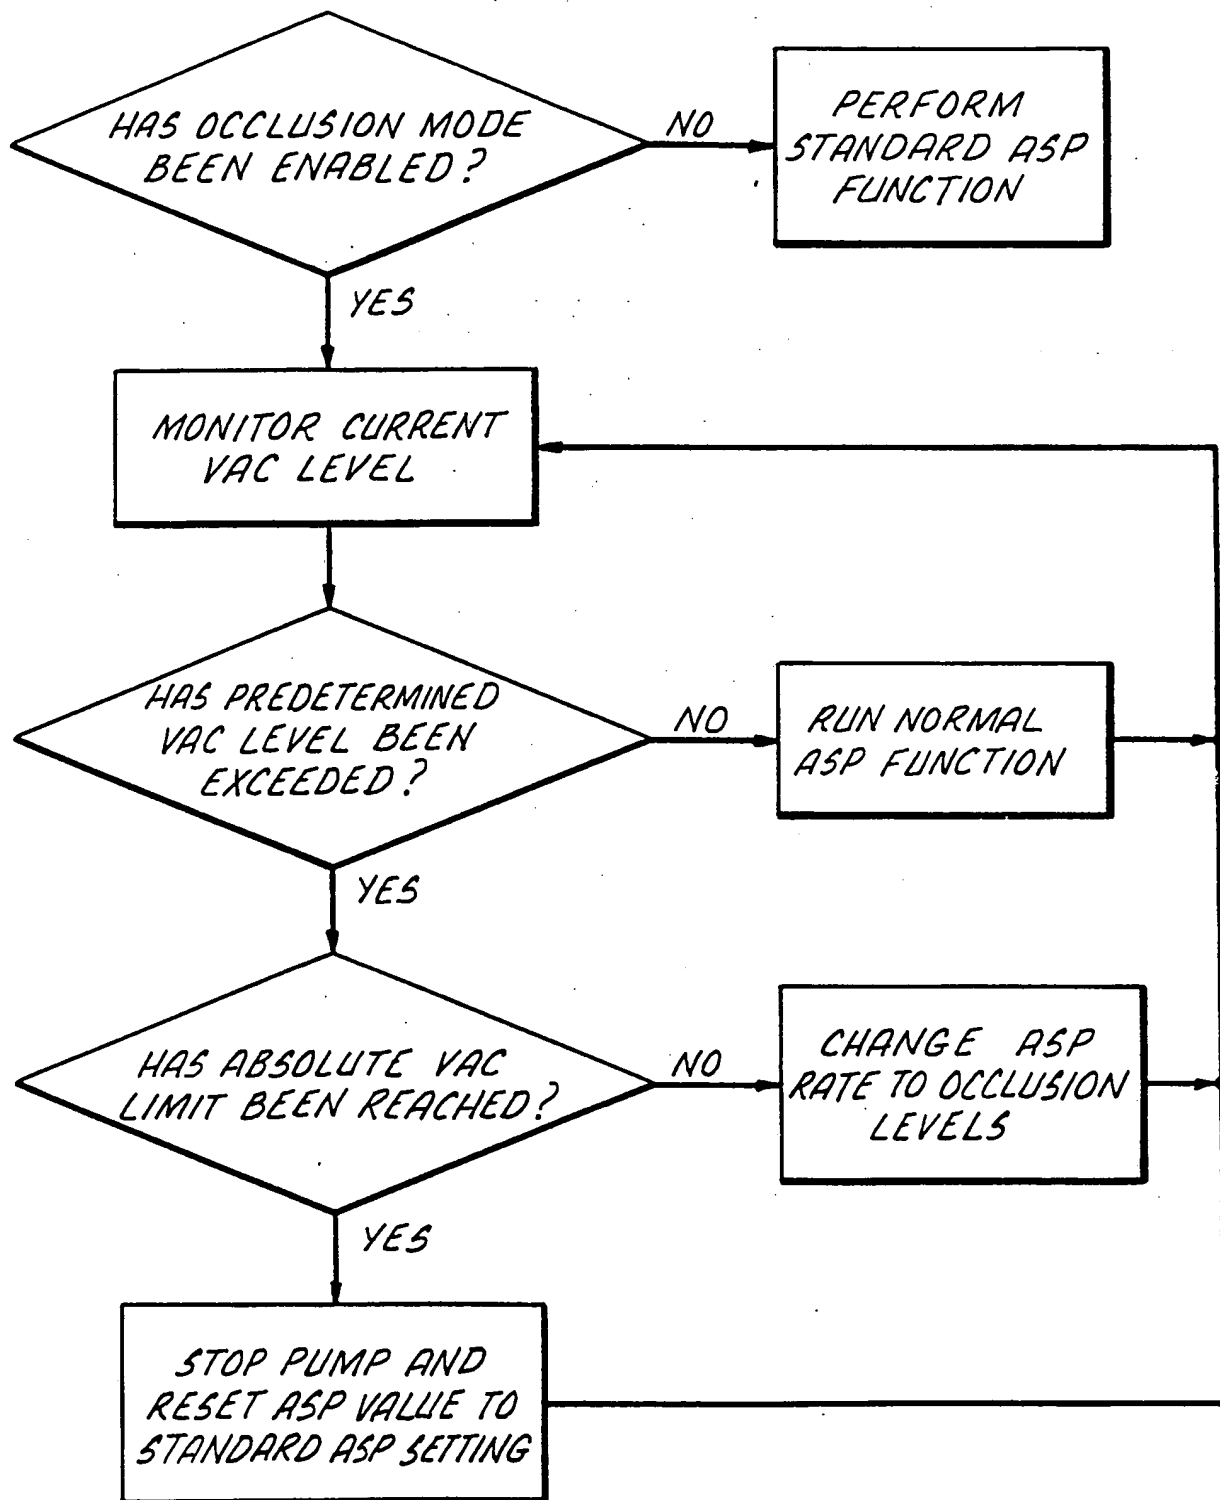 HAS OCCLUSION MODE
BEEN ENABLED?
NO
PERFORM
STANDARD ASP
FUNCTION
YES
MONITOR CURRENT
VAC LEVEL
HAS PREDETERMINED
VAC LEVEL BEEN
EXCEEDED?
NO
RUN NORMAL
ASP FUNCTION
YES
HAS ABSOLUTE VAC
LIMIT BEEN REACHED?
NO
CHANGE ASP
RATE TO OCCLUSION
LEVELS
YES
STOP PUMP AND
RESET ASP VALUE TO
STANDARD ASP SETTING